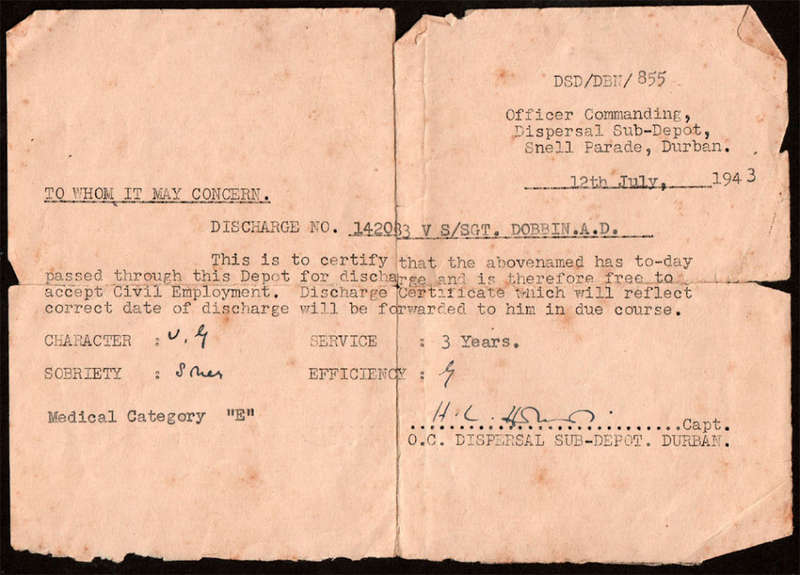 DSD/DBN/855
Officer Commanding,
Dispersal Sub-Depot,
Snell Parade, Durban.
12th July, 1943
TO WHOM IT MAY CONCERN.
DISCHARGE NO. 142083 V S/SGT. DOBBIN.A.D.
This is to certify that the abovenamed has to-day
passed through this Depot for discharge and is therefore free to
accept Civil Employment. Discharge Certificate which will reflect
correct date of discharge will be forwarded to him in due course.
CHARACTER : V. G SERVICE : 3 Years.
SOBRIETY : EFFICIENCY : G
Medical Category "E"
H. L. ..............................Capt.
O.C. DISPERSAL SUB-DEPOT. DURBAN.